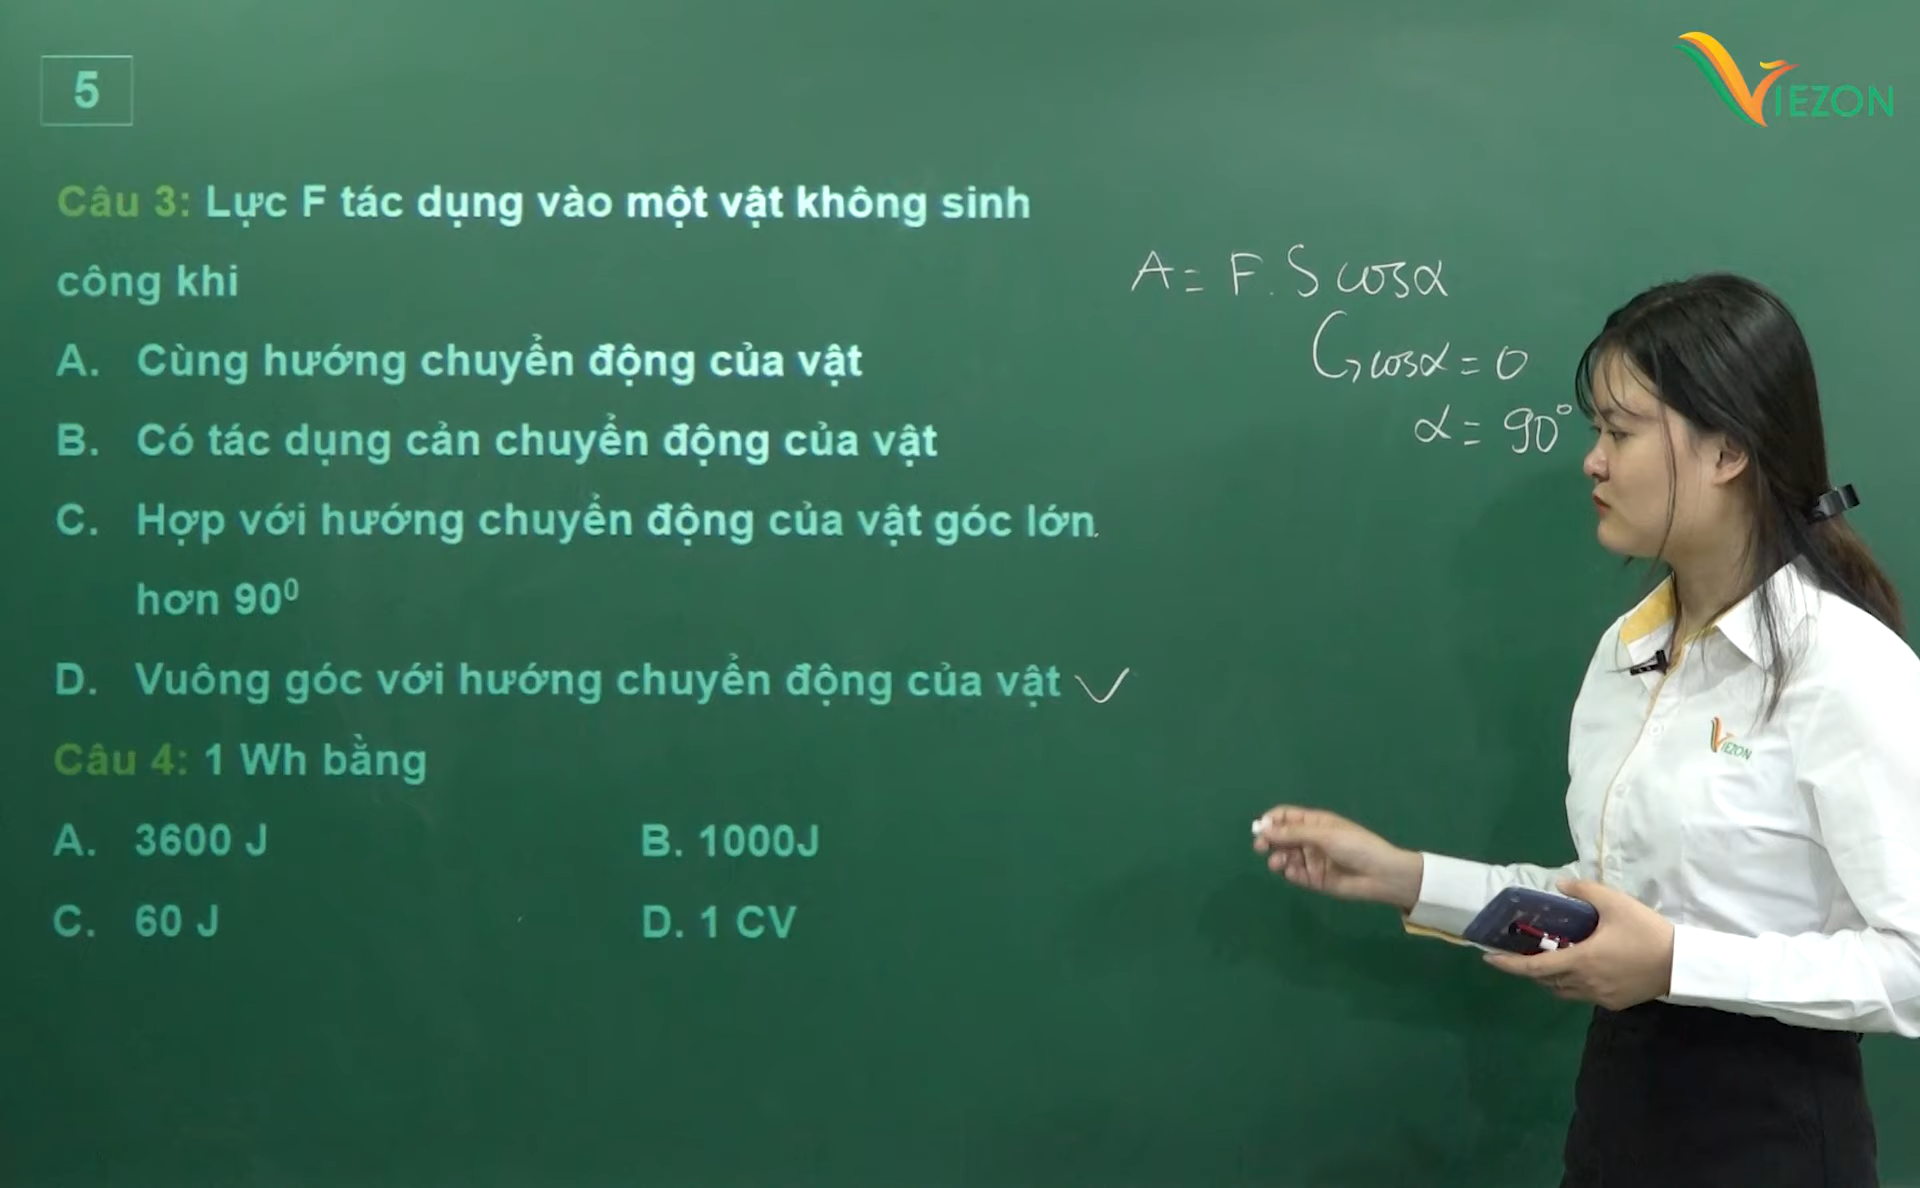 VIEZON
5
Câu 3: Lực F tác dụng vào một vật không sinh
công khi
A. Cùng hướng chuyển động của vật
B. Có tác dụng cản chuyển động của vật
C. Hợp với hướng chuyển động của vật góc lớn
hơn 90⁰
D. Vuông góc với hướng chuyển động của vật ✓
Câu 4: 1 Wh bằng
A. 3600 J B. 1000J
C. 60 J D. 1 CV
A = F. S cosα
cosα = 0
α = 90°
VIEZON